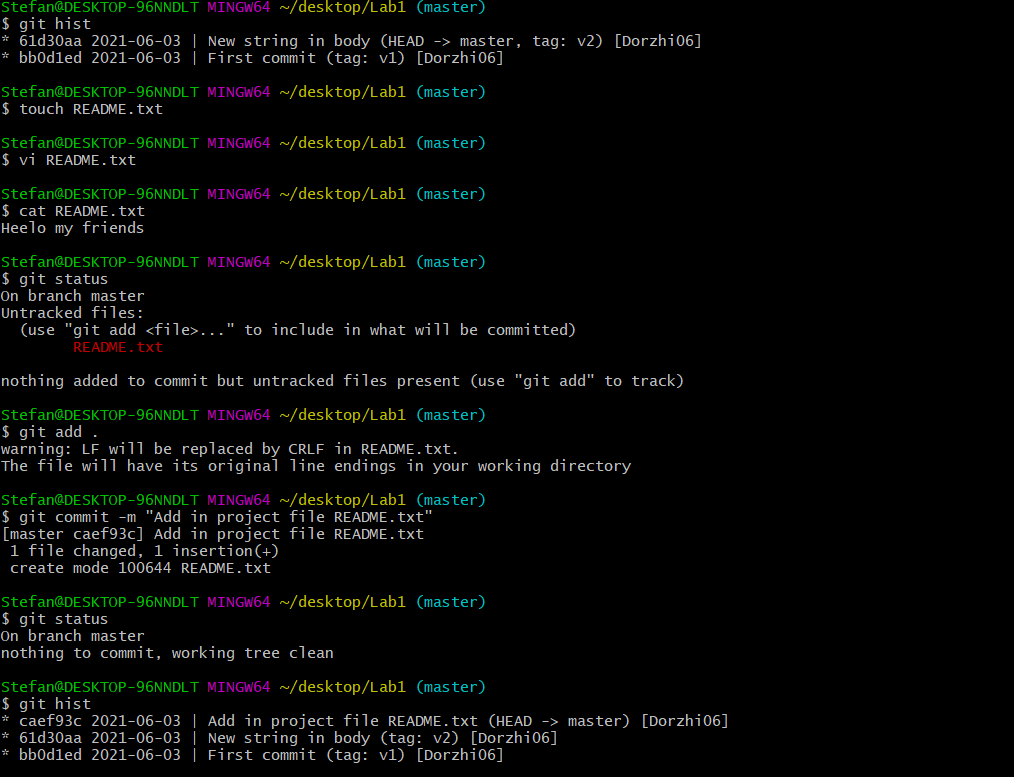 Stefan@DESKTOP-96NNDLT MINGW64 ~/desktop/Lab1 (master)
$ git hist
* 61d30aa 2021-06-03 | New string in body (HEAD -> master, tag: v2) [Dorzhi06]
* bb0d1ed 2021-06-03 | First commit (tag: v1) [Dorzhi06]
Stefan@DESKTOP-96NNDLT MINGW64 ~/desktop/Lab1 (master)
$ touch README.txt
Stefan@DESKTOP-96NNDLT MINGW64 ~/desktop/Lab1 (master)
$ vi README.txt
Stefan@DESKTOP-96NNDLT MINGW64 ~/desktop/Lab1 (master)
$ cat README.txt
Heelo my friends
Stefan@DESKTOP-96NNDLT MINGW64 ~/desktop/Lab1 (master)
$ git status
On branch master
Untracked files:
  (use "git add <file>..." to include in what will be committed)
        README.txt
nothing added to commit but untracked files present (use "git add" to track)
Stefan@DESKTOP-96NNDLT MINGW64 ~/desktop/Lab1 (master)
$ git add .
warning: LF will be replaced by CRLF in README.txt.
The file will have its original line endings in your working directory
Stefan@DESKTOP-96NNDLT MINGW64 ~/desktop/Lab1 (master)
$ git commit -m "Add in project file README.txt"
[master caef93c] Add in project file README.txt
 1 file changed, 1 insertion(+)
 create mode 100644 README.txt
Stefan@DESKTOP-96NNDLT MINGW64 ~/desktop/Lab1 (master)
$ git status
On branch master
nothing to commit, working tree clean
Stefan@DESKTOP-96NNDLT MINGW64 ~/desktop/Lab1 (master)
$ git hist
* caef93c 2021-06-03 | Add in project file README.txt (HEAD -> master) [Dorzhi06]
* 61d30aa 2021-06-03 | New string in body (tag: v2) [Dorzhi06]
* bb0d1ed 2021-06-03 | First commit (tag: v1) [Dorzhi06]